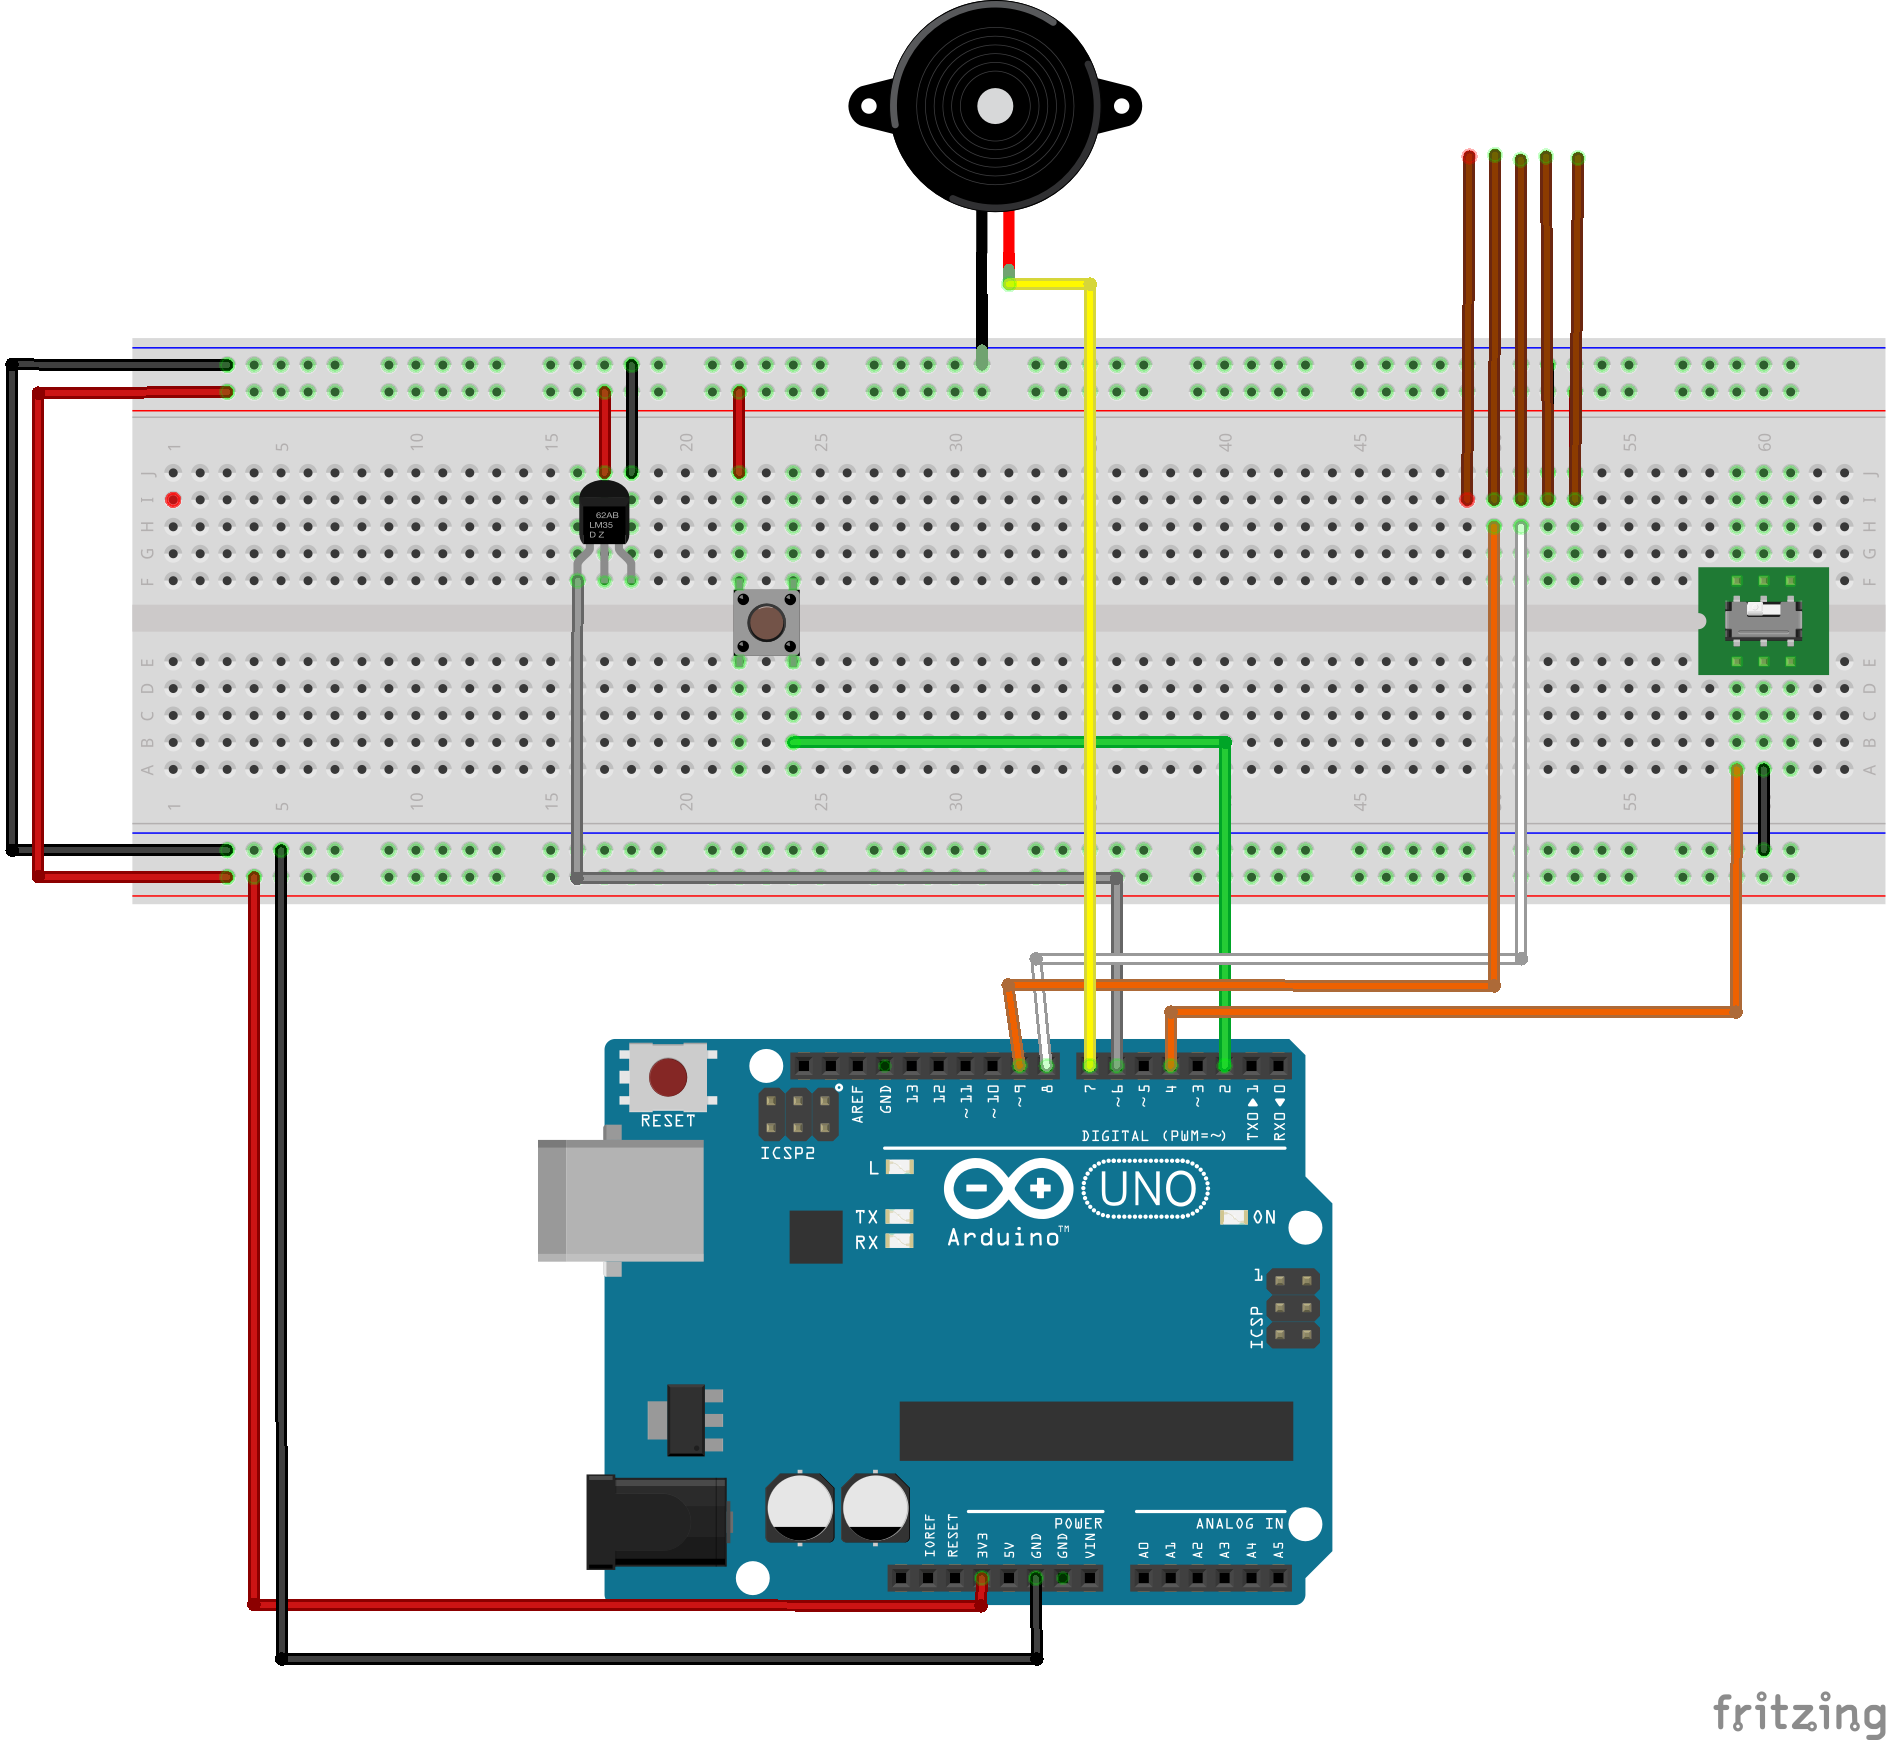 1 5 10 15 20 25 30 40 45 55 60
J J
I I
H H
G G
F F
62AB
LM35
D Z
E E
D D
C C
B B
A A
1 5 10 15 20 25 30 45 55
RESET
ICSP2
AREF
GND
13
12
~11
~10
~9
8
7
~6
~5
4
~3
2
TX0▶1
RX0◀0
DIGITAL (PWM=~)
L
TX
RX
Arduino™
UNO
ON
1
ICSP
IOREF
RESET
3V3
5V
GND
GND
VIN
POWER
ANALOG IN
A0
A1
A2
A3
A4
A5
fritzing